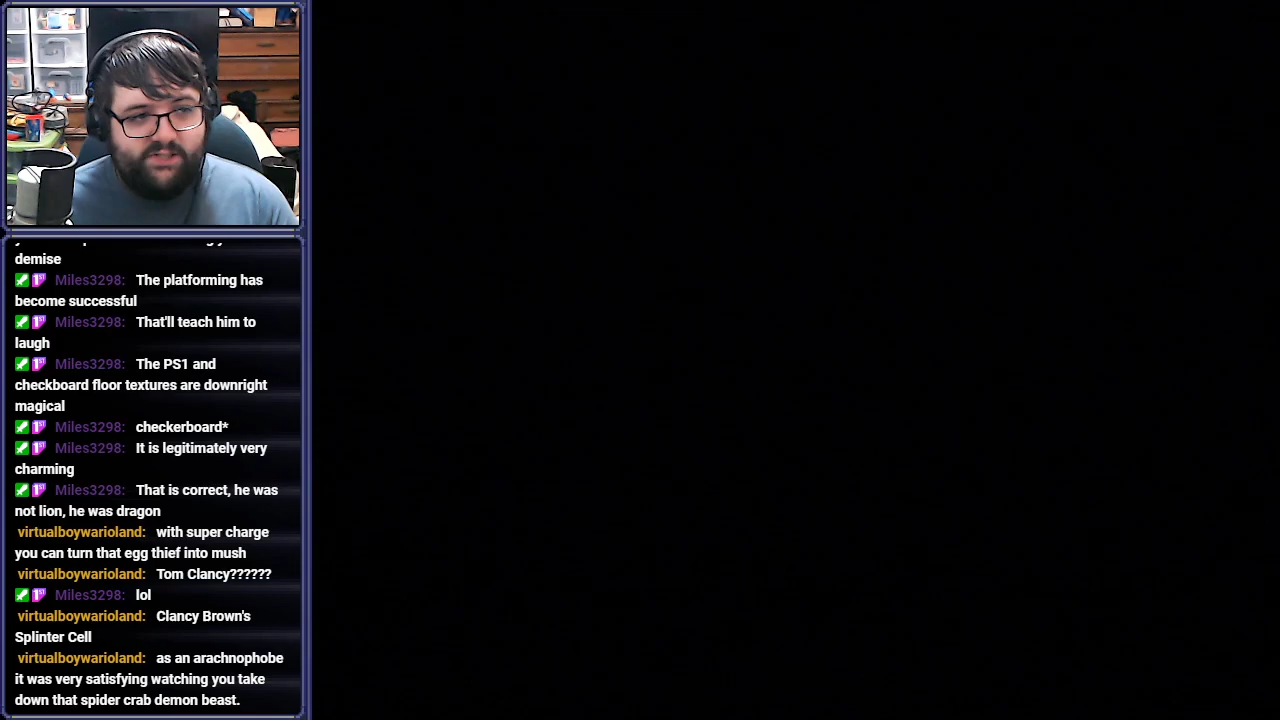 demise
Miles3298: The platforming has
become successful
Miles3298: That'll teach him to
laugh
Miles3298: The PS1 and
checkboard floor textures are downright
magical
Miles3298: checkerboard*
Miles3298: It is legitimately very
charming
Miles3298: That is correct, he was
not lion, he was dragon
virtualboywarioland: with super charge
you can turn that egg thief into mush
virtualboywarioland: Tom Clancy??????
Miles3298: lol
virtualboywarioland: Clancy Brown's
Splinter Cell
virtualboywarioland: as an arachnophobe
it was very satisfying watching you take
down that spider crab demon beast.